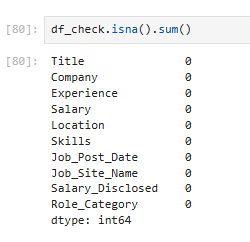 [80]: df_check.isna().sum()
[80]: Title 0
Company 0
Experience 0
Salary 0
Location 0
Skills 0
Job_Post_Date 0
Job_Site_Name 0
Salary_Disclosed 0
Role_Category 0
dtype: int64